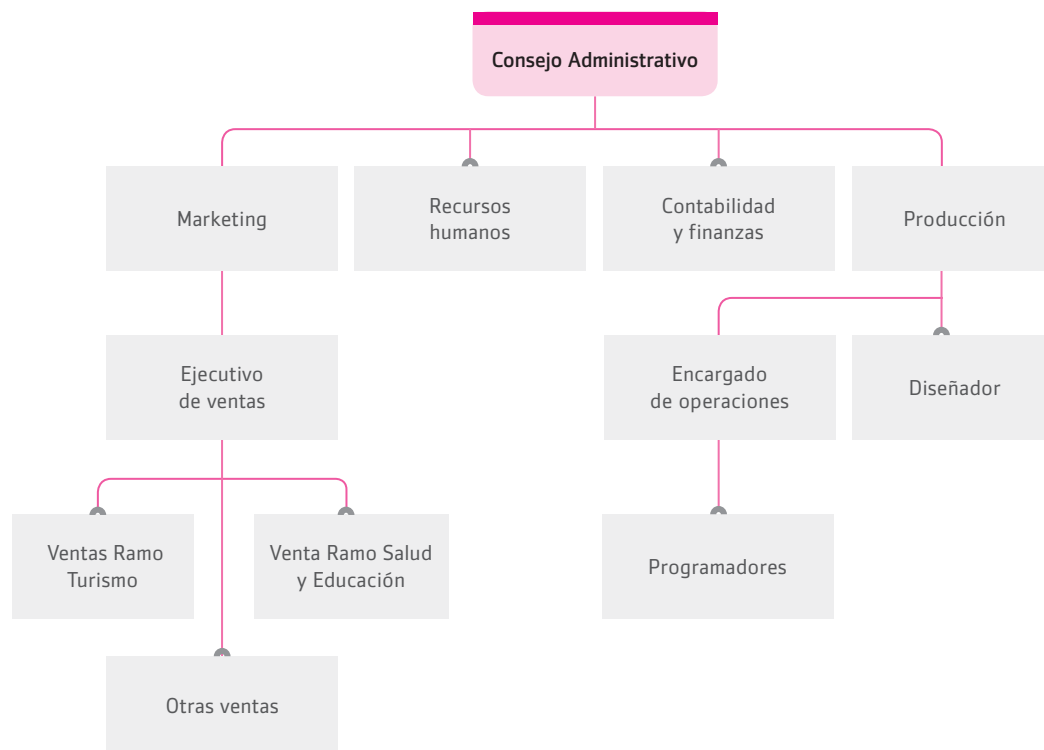 Consejo Administrativo
Marketing
Recursos
humanos
Contabilidad
y finanzas
Producción
Ejecutivo
de ventas
Encargado
de operaciones
Diseñador
Ventas Ramo
Turismo
Venta Ramo Salud
y Educación
Programadores
Otras ventas